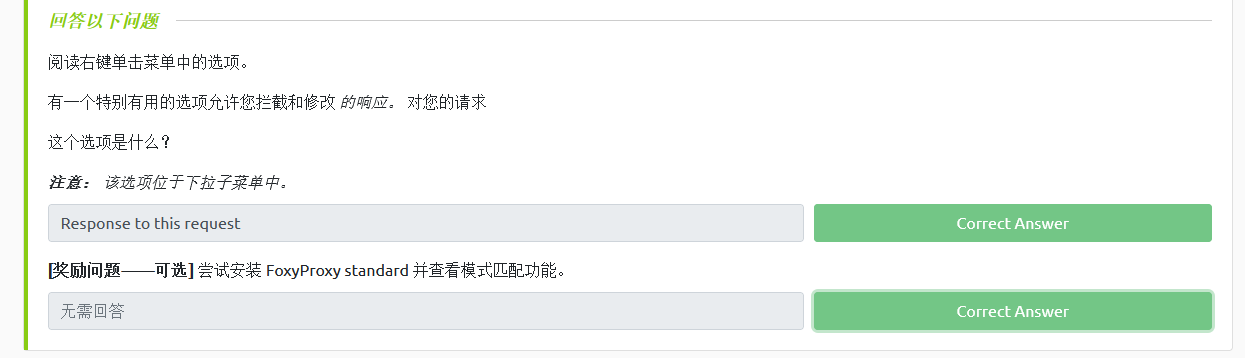 回答以下问题
阅读右键单击菜单中的选项。
有一个特别有用的选项允许您拦截和修改 的响应。 对您的请求
这个选项是什么？
注意： 该选项位于下拉子菜单中。
Response to this request
Correct Answer
[奖励问题——可选] 尝试安装 FoxyProxy standard 并查看模式匹配功能。
无需回答
Correct Answer